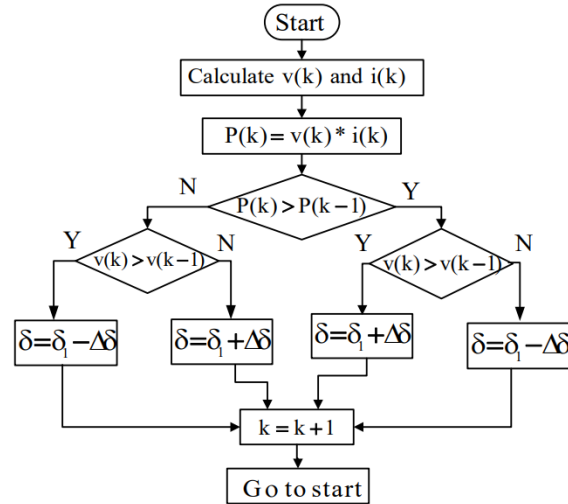 Start
Calculate v(k) and i(k)
P(k)= v(k)* i(k)
N
P(k)>P(k−1)
Y
Y
v(k)>v(k−1)
N
v(k)>v(k−1)
N
Y
δ=δ₁−Δδ
δ=δ₁+Δδ
δ=δ₁+Δδ
δ=δ₁−Δδ
k = k+1
Go to start